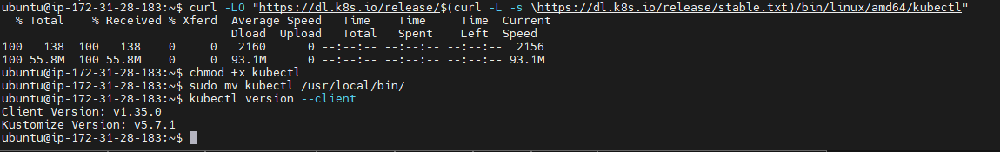 ubuntu@ip-172-31-28-183:~$ curl -LO "https://dl.k8s.io/release/$(curl -L -s \https://dl.k8s.io/release/stable.txt)/bin/linux/amd64/kubectl"
  % Total    % Received % Xferd  Average Speed   Time    Time     Time  Current
                                 Dload  Upload   Total   Spent    Left  Speed
100   138  100   138    0     0   2160      0 --:--:-- --:--:-- --:--:--  2156
100 55.8M  100 55.8M    0     0  93.1M      0 --:--:-- --:--:-- --:--:-- 93.1M
ubuntu@ip-172-31-28-183:~$ chmod +x kubectl
ubuntu@ip-172-31-28-183:~$ sudo mv kubectl /usr/local/bin/
ubuntu@ip-172-31-28-183:~$ kubectl version --client
Client Version: v1.35.0
Kustomize Version: v5.7.1
ubuntu@ip-172-31-28-183:~$